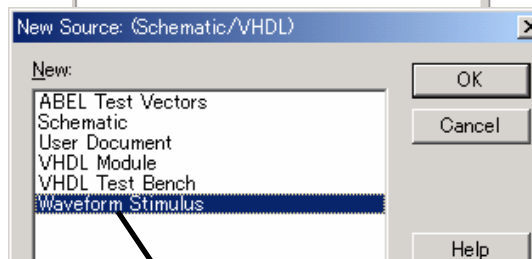 New Source: (Schematic/VHDL)
New:
OK
ABEL Test Vectors
Schematic
Cancel
User Document
VHDL Module
VHDL Test Bench
Waveform Stimulus
Help